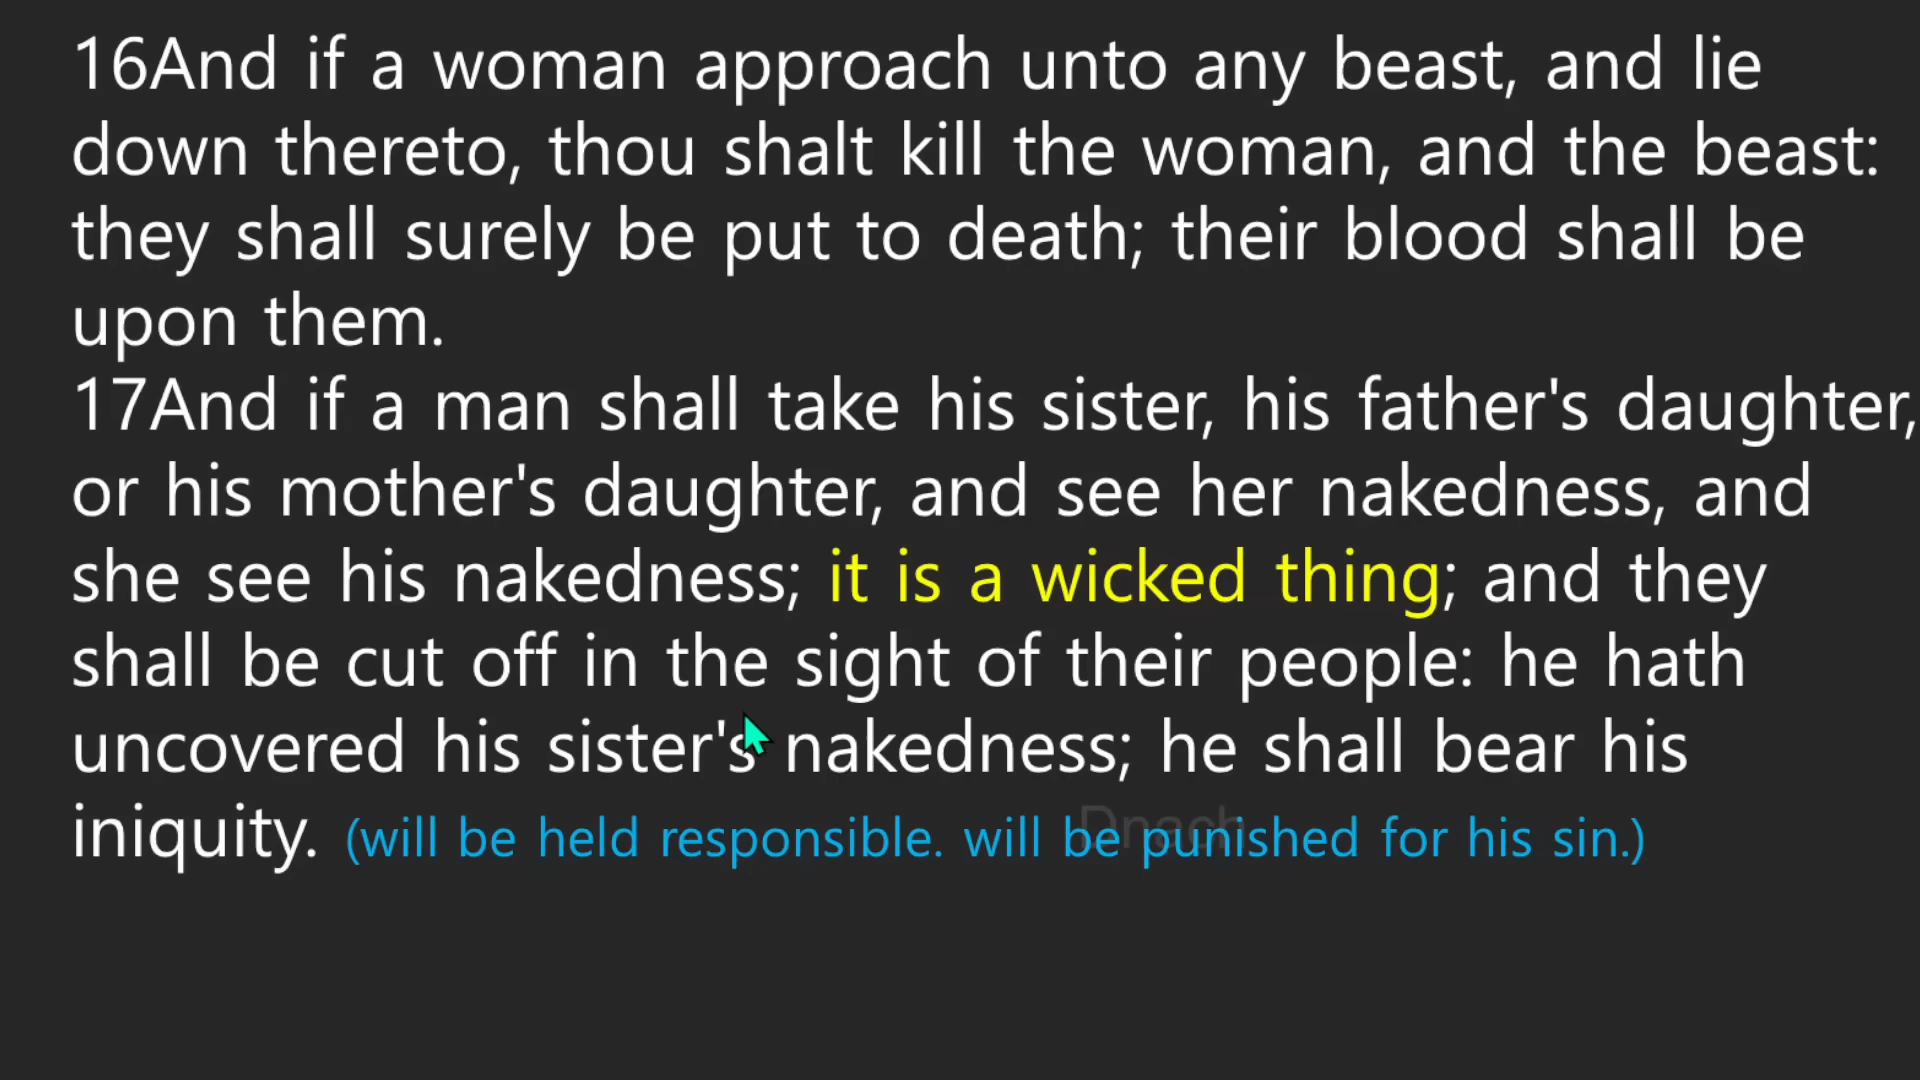 16And if a woman approach unto any beast, and lie
down thereto, thou shalt kill the woman, and the beast:
they shall surely be put to death; their blood shall be
upon them.
17And if a man shall take his sister, his father's daughter,
or his mother's daughter, and see her nakedness, and
she see his nakedness; it is a wicked thing; and they
shall be cut off in the sight of their people: he hath
uncovered his sister's nakedness; he shall bear his
iniquity. (will be held responsible. will be punished for his sin.)